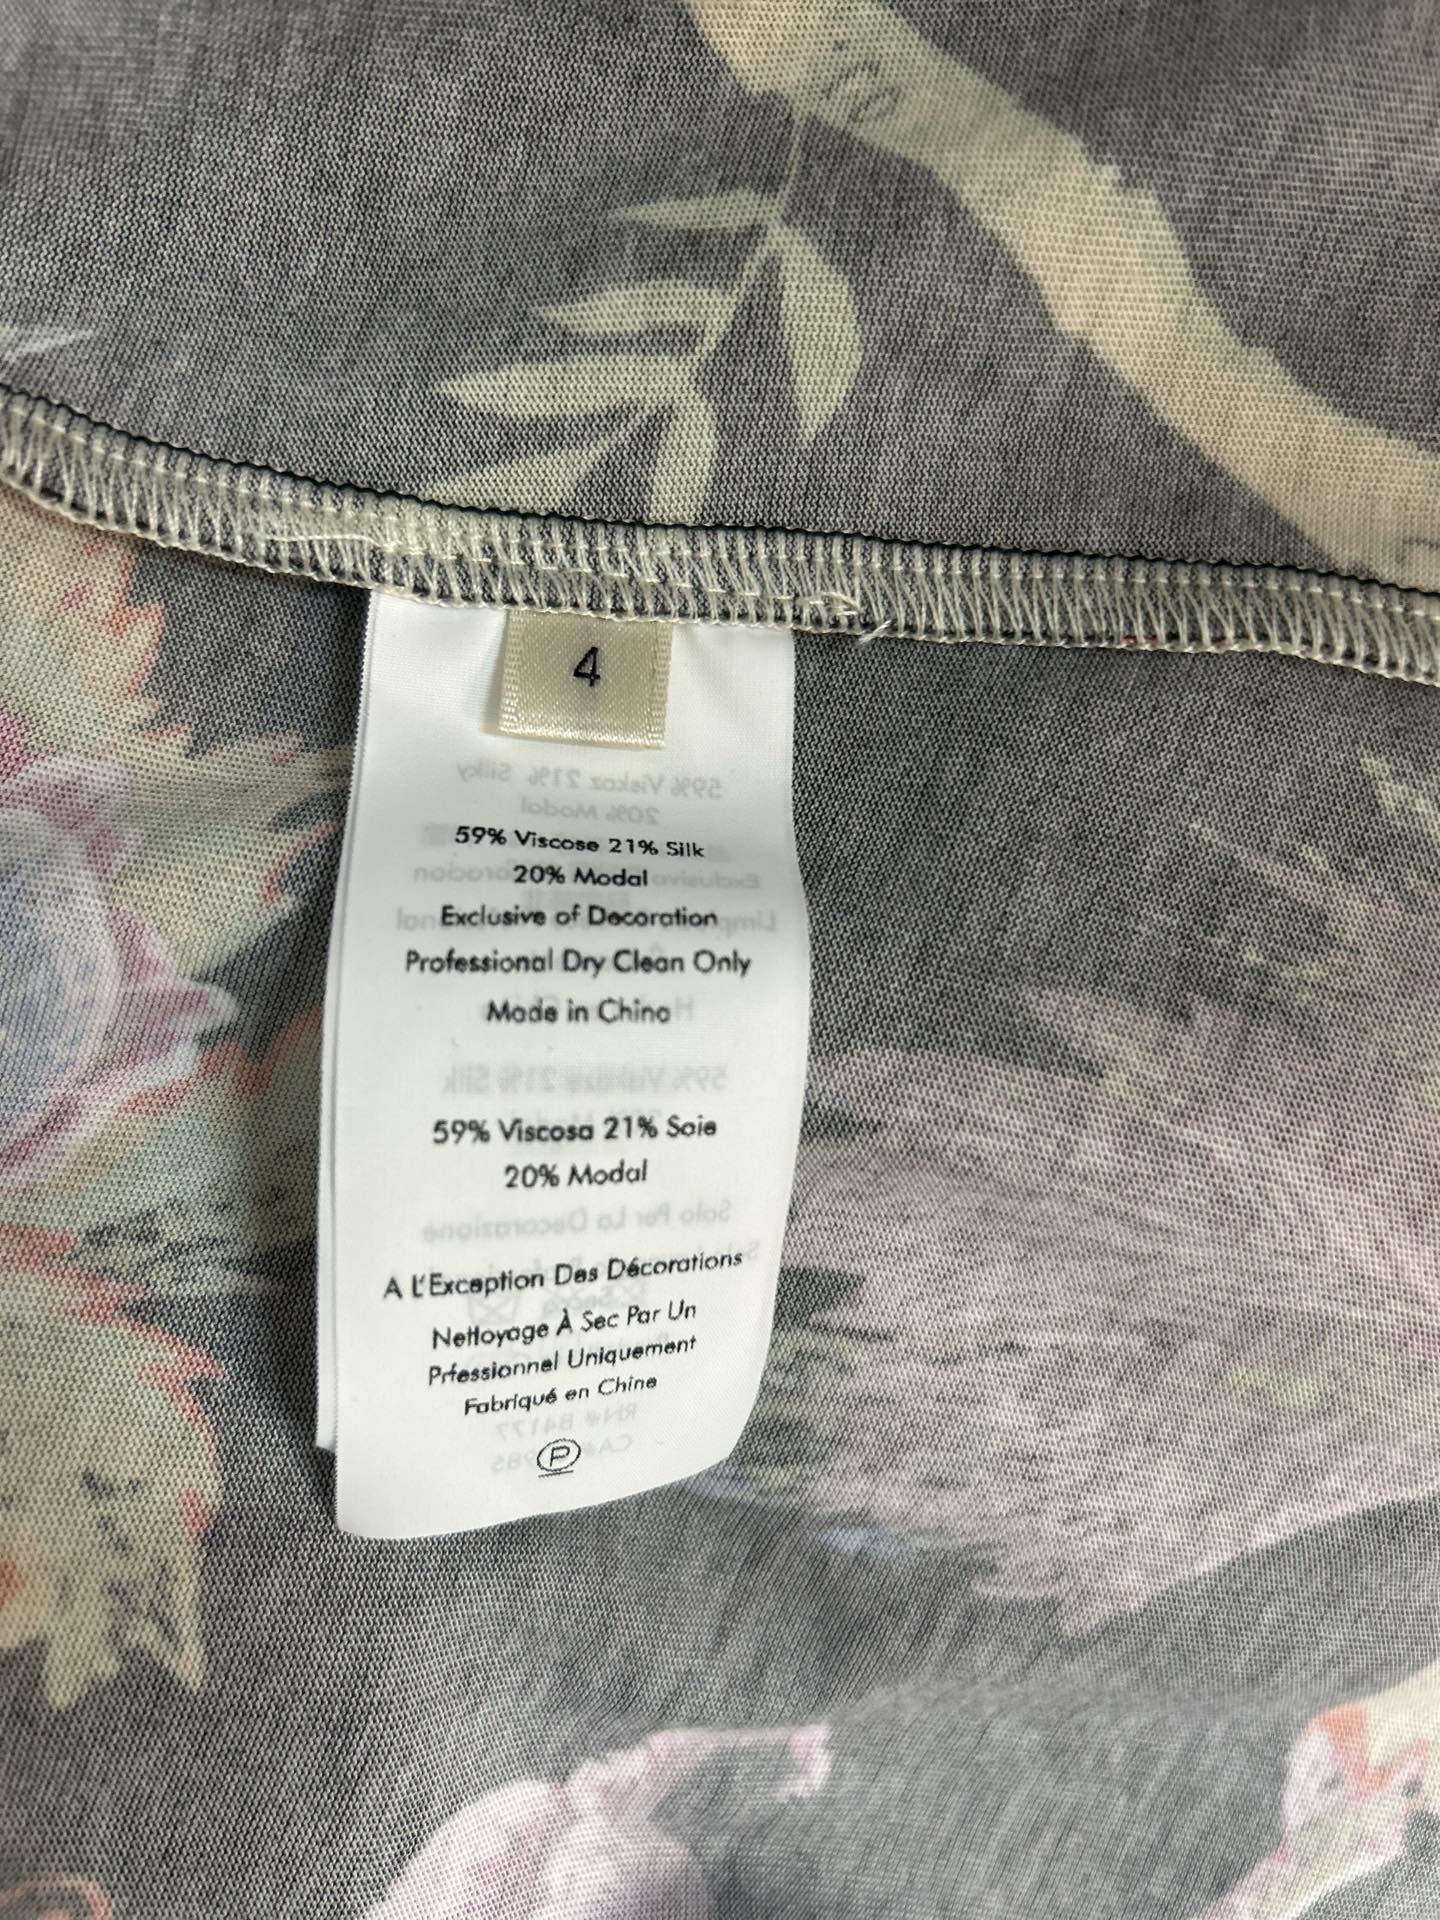 4
59% Viscose 21% Silk
20% Modal
Exclusive of Decoration
Professional Dry Clean Only
Made in China
59% Viscosa 21% Soie
20% Modal
A L'Exception Des Décorations
Nettoyage À Sec Par Un
Prfessionnel Uniquement
Fabriqué en Chine
P